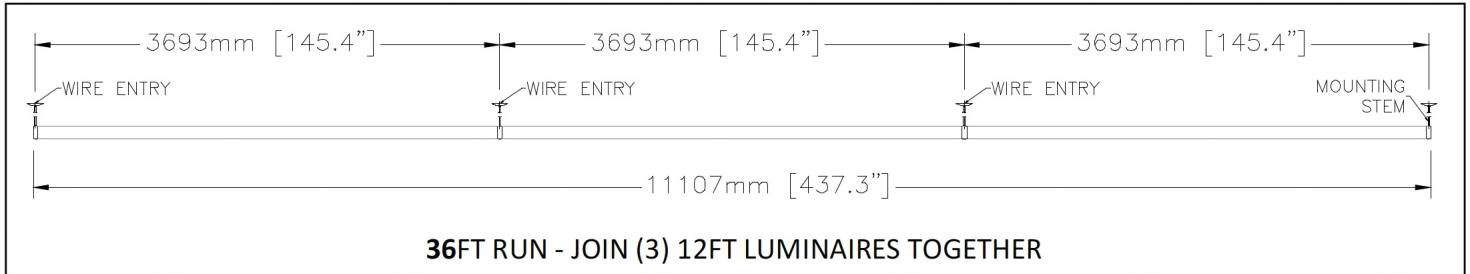 3693mm [145.4”] 3693mm [145.4”] 3693mm [145.4”]
WIRE ENTRY WIRE ENTRY WIRE ENTRY MOUNTING
STEM
11107mm [437.3”]
36FT RUN - JOIN (3) 12FT LUMINAIRES TOGETHER